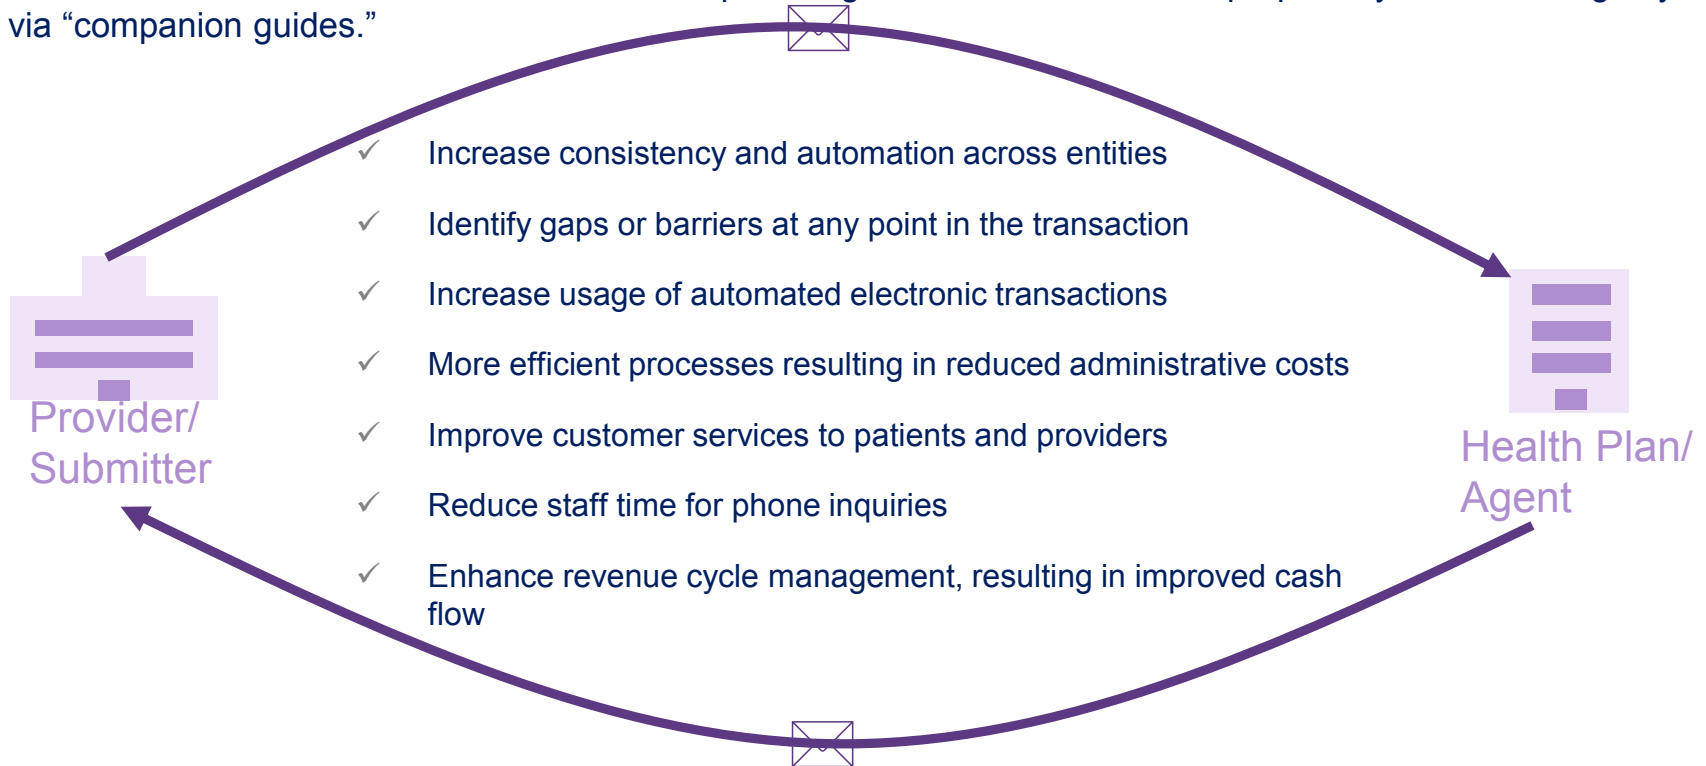 via “companion guides.”
✓ Increase consistency and automation across entities
✓ Identify gaps or barriers at any point in the transaction
✓ Increase usage of automated electronic transactions
✓ More efficient processes resulting in reduced administrative costs
✓ Improve customer services to patients and providers
✓ Reduce staff time for phone inquiries
✓ Enhance revenue cycle management, resulting in improved cash
flow
Provider/
Submitter
Health Plan/
Agent